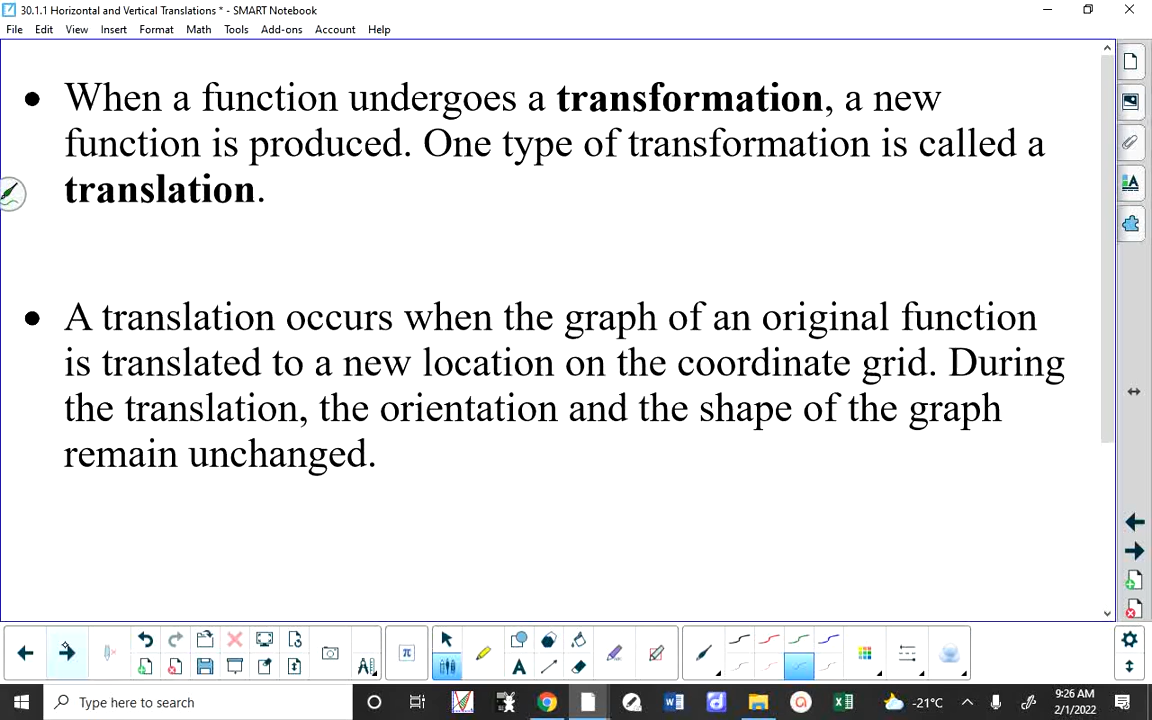 30.1.1 Horizontal and Vertical Translations * - SMART Notebook
File Edit View Insert Format Math Tools Add-ons Account Help
• When a function undergoes a transformation, a new
function is produced. One type of transformation is called a
translation.
• A translation occurs when the graph of an original function
is translated to a new location on the coordinate grid. During
the translation, the orientation and the shape of the graph
remain unchanged.
Type here to search
-21°C
9:26 AM
2/1/2022